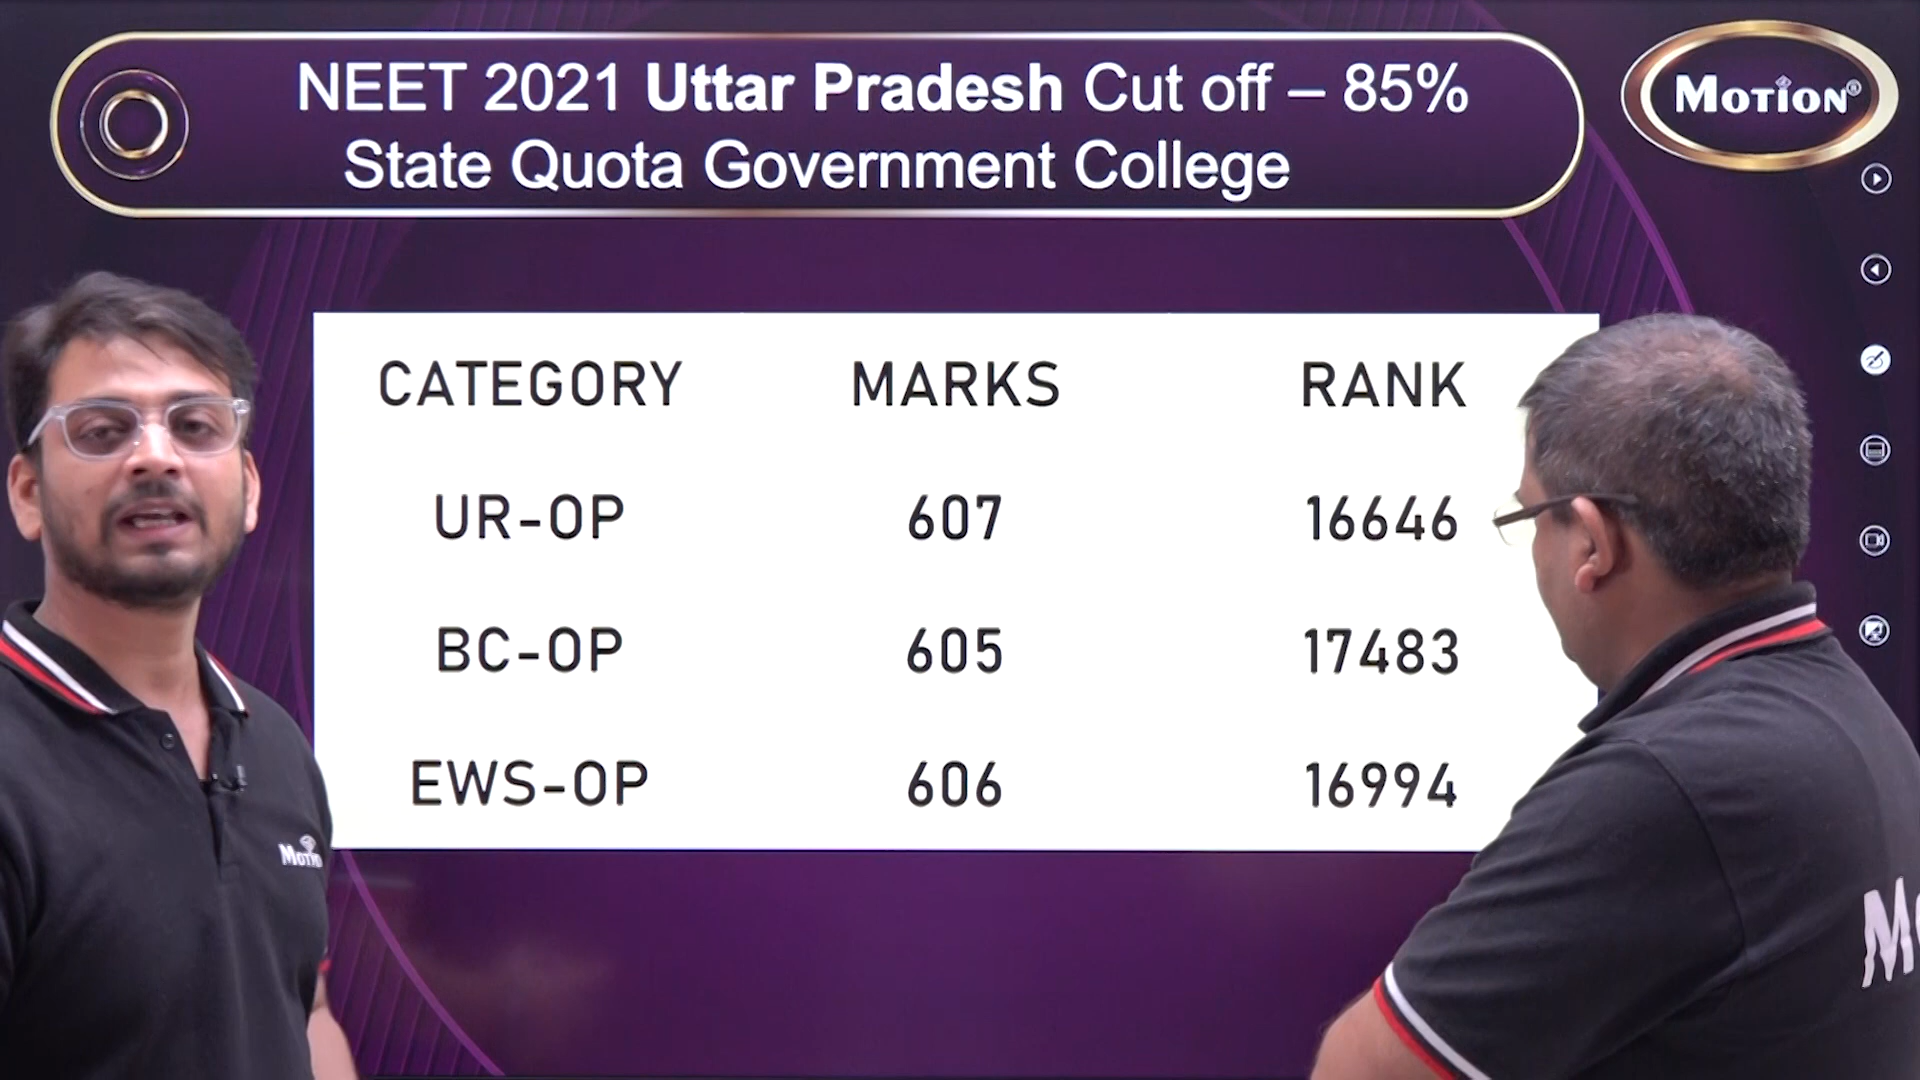 NEET 2021 Uttar Pradesh Cut off – 85%
State Quota Government College
MOTION®
CATEGORY MARKS RANK
UR-OP 607 16646
BC-OP 605 17483
EWS-OP 606 16994
MOTION